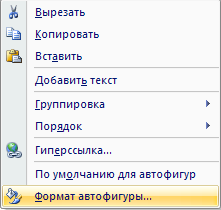 Вырезать
Копировать
Вставить
Добавить текст
Группировка
Порядок
Гиперссылка...
По умолчанию для автофигур
Формат автофигуры...